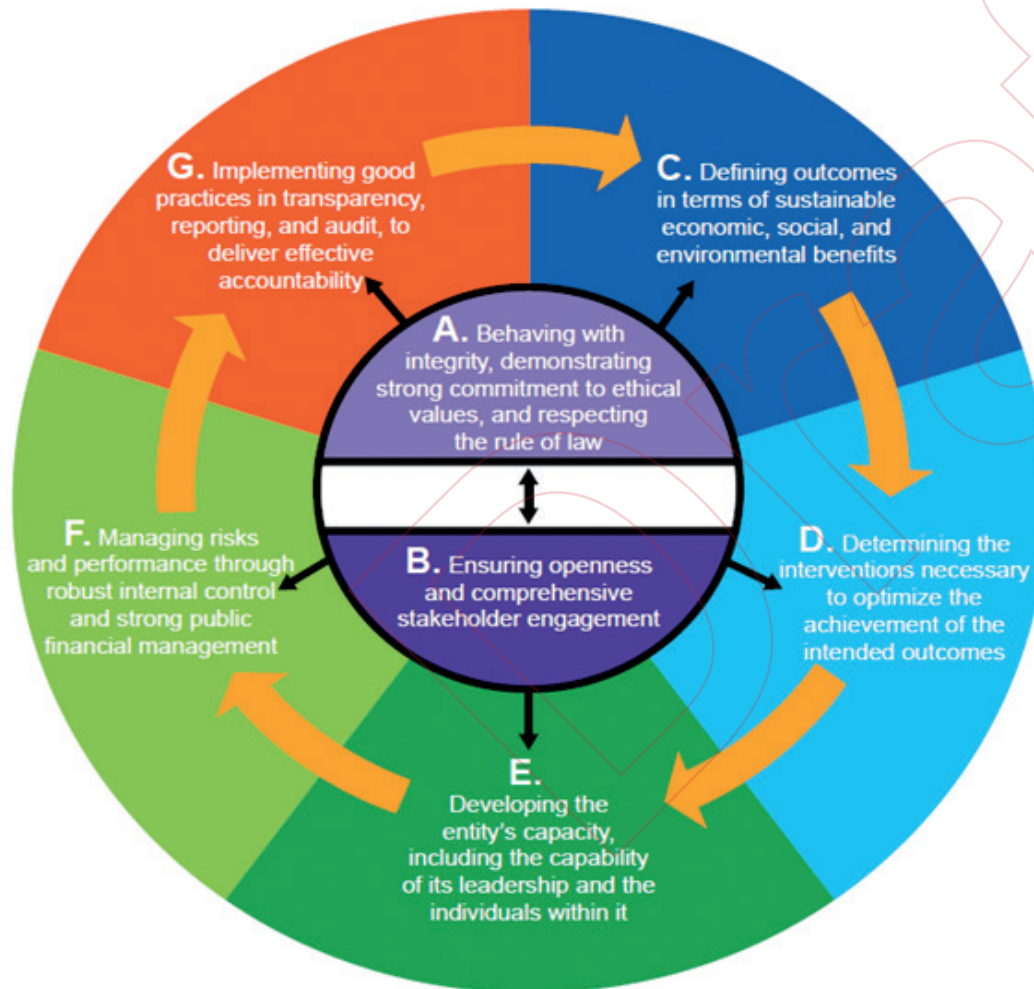 A. Behaving with
integrity, demonstrating
strong commitment to ethical
values, and respecting
the rule of law
B. Ensuring openness
and comprehensive
stakeholder engagement
C. Defining outcomes
in terms of sustainable
economic, social, and
environmental benefits
D. Determining the
interventions necessary
to optimize the
achievement of the
intended outcomes
E.
Developing the
entity's capacity,
including the capability
of its leadership and the
individuals within it
F. Managing risks
and performance through
robust internal control
and strong public
financial management
G. Implementing good
practices in transparency,
reporting, and audit, to
deliver effective
accountability